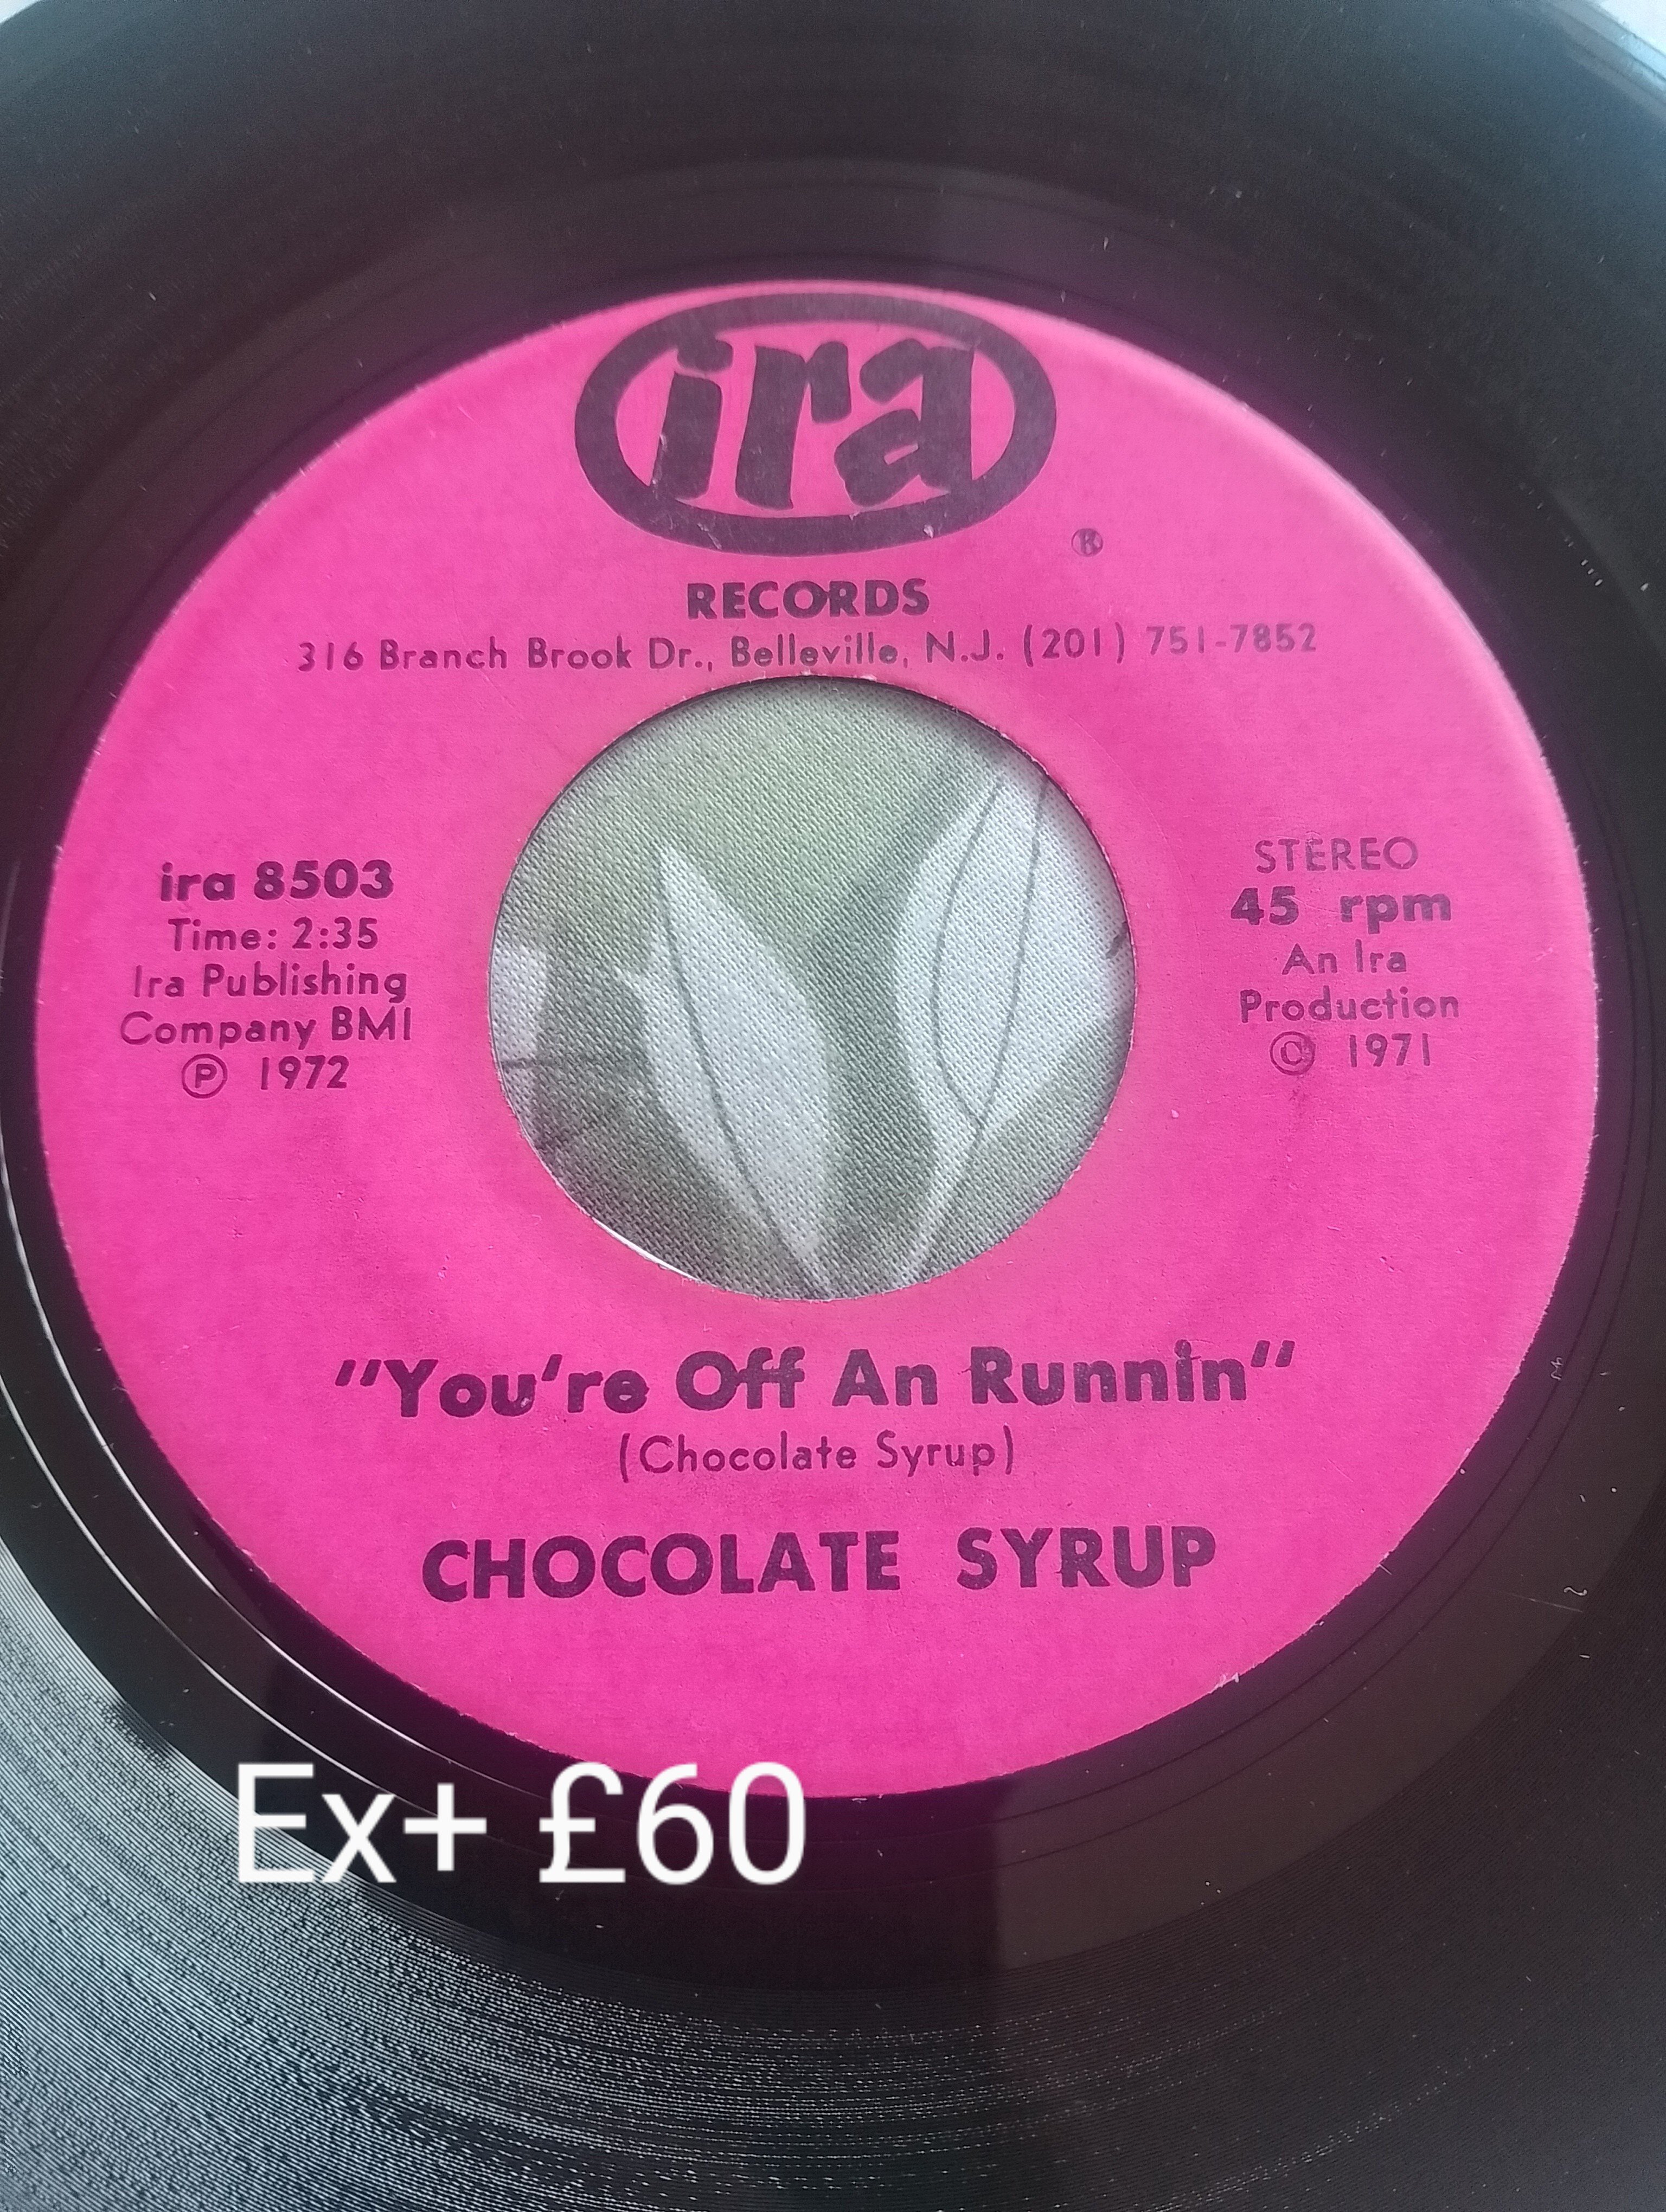 ira
®
RECORDS
316 Branch Brook Dr., Belleville, N.J. (201) 751-7852
ira 8503
Time: 2:35
Ira Publishing
Company BMI
Ⓟ 1972
STEREO
45 rpm
An Ira
Production
© 1971
"You're Off An Runnin"
(Chocolate Syrup)
CHOCOLATE SYRUP
Ex+ £60